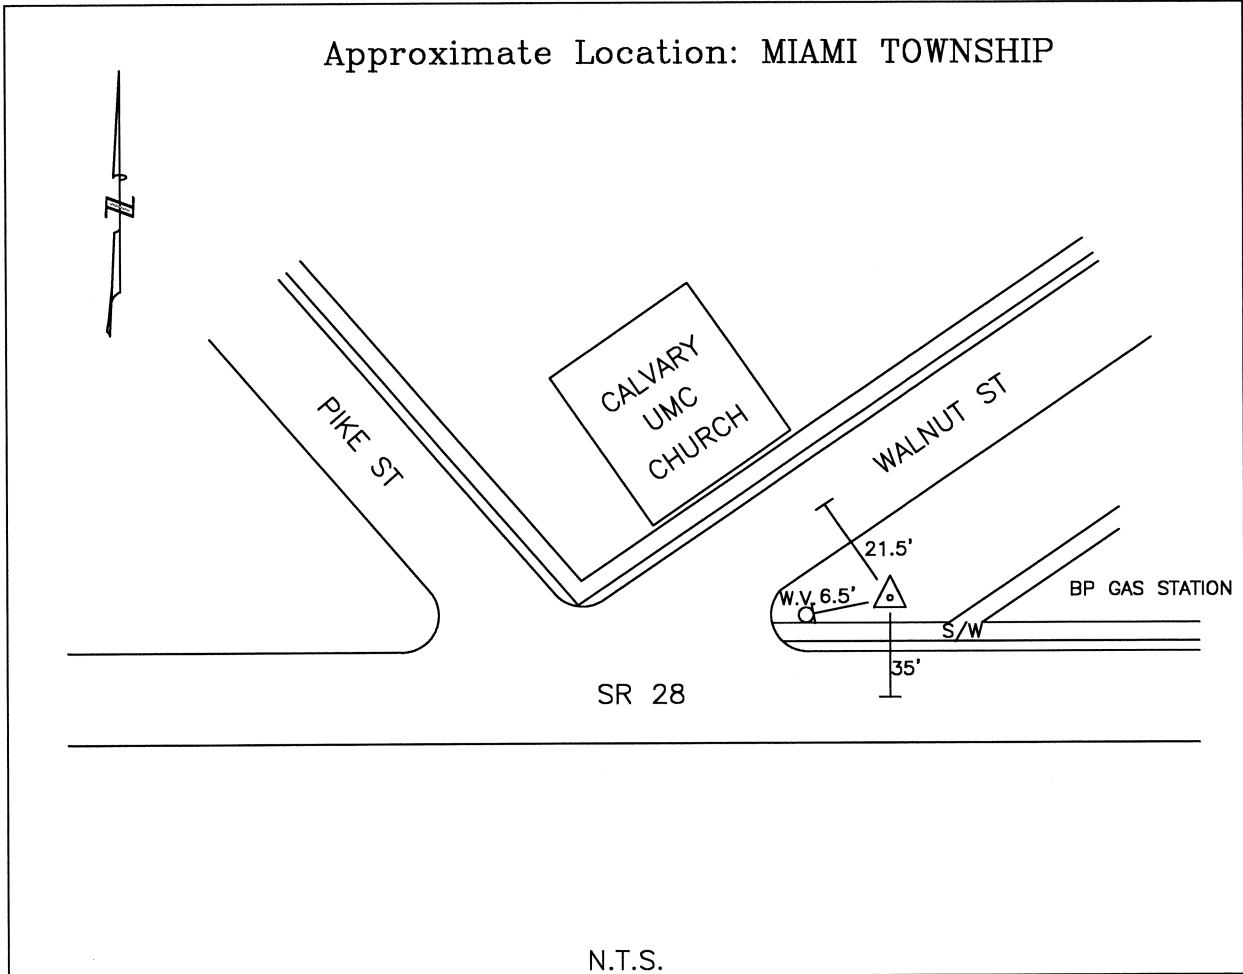 Approximate Location: MIAMI TOWNSHIP
N
CALVARY
UMC
CHURCH
PIKE ST
WALNUT ST
21.5'
W.V. 6.5'
BP GAS STATION
S/W
35'
SR 28
N.T.S.